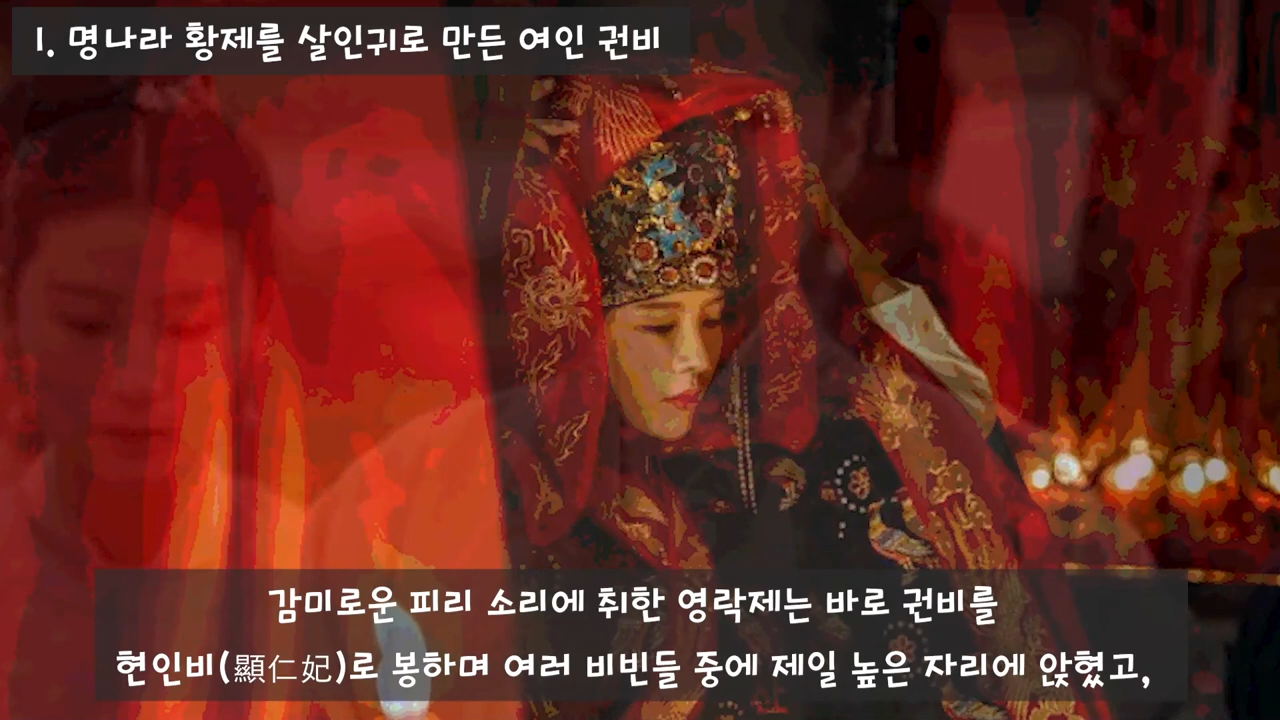 1. 명나라 황제를 살인귀로 만든 여인 권비
감미로운 피리 소리에 취한 영락제는 바로 권비를
현인비(顯仁妃)로 봉하며 여러 비빈들 중에 제일 높은 자리에 앉혔고,